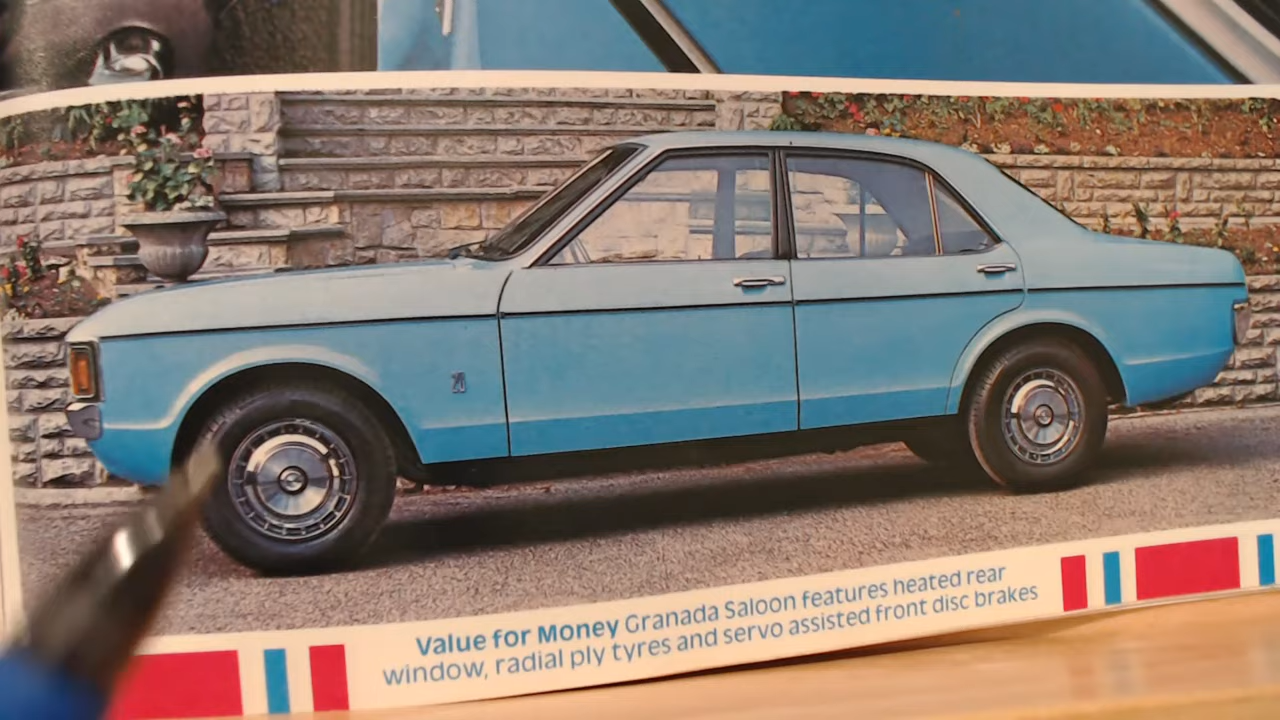 Value for Money Granada Saloon features heated rear
window, radial ply tyres and servo assisted front disc brakes